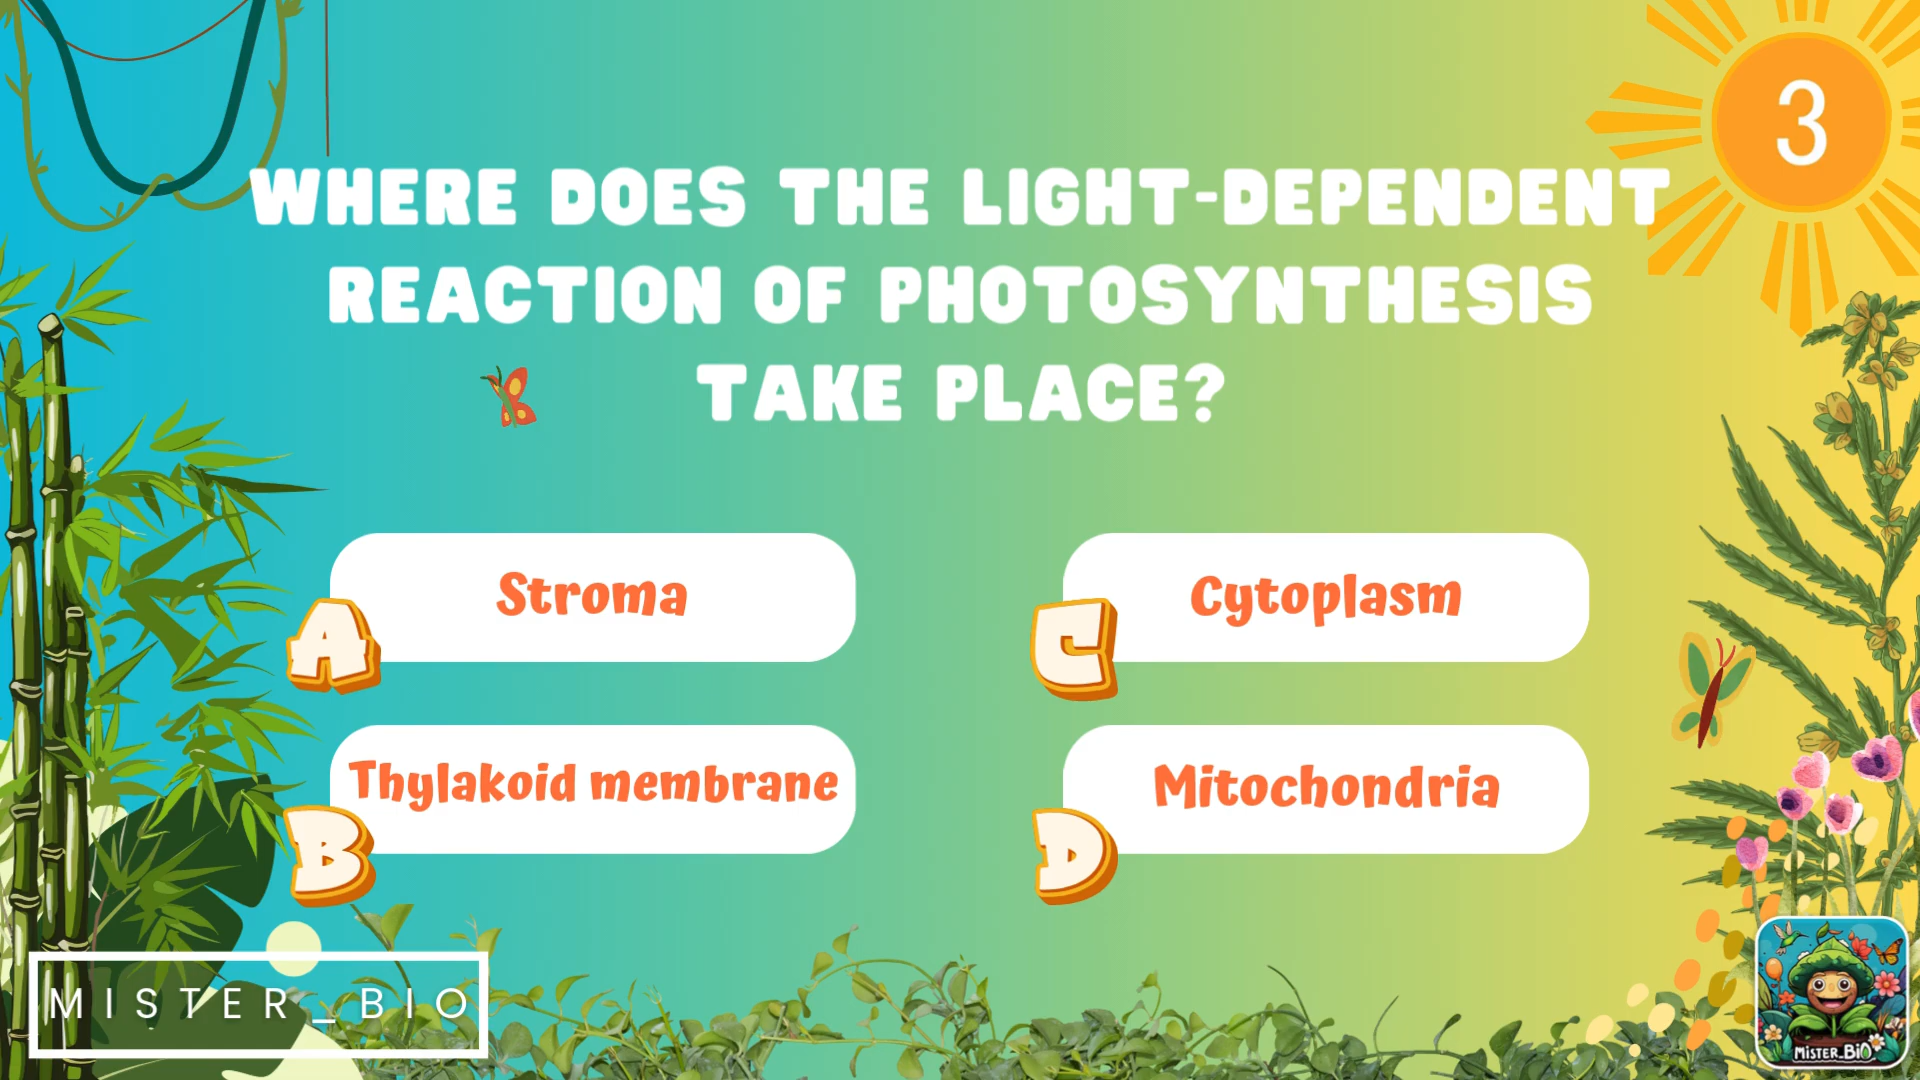 3
WHERE DOES THE LIGHT-DEPENDENT
REACTION OF PHOTOSYNTHESIS
TAKE PLACE?
A
Stroma
B
Thylakoid membrane
C
Cytoplasm
D
Mitochondria
MISTER_BIO
MiSTER_BiO